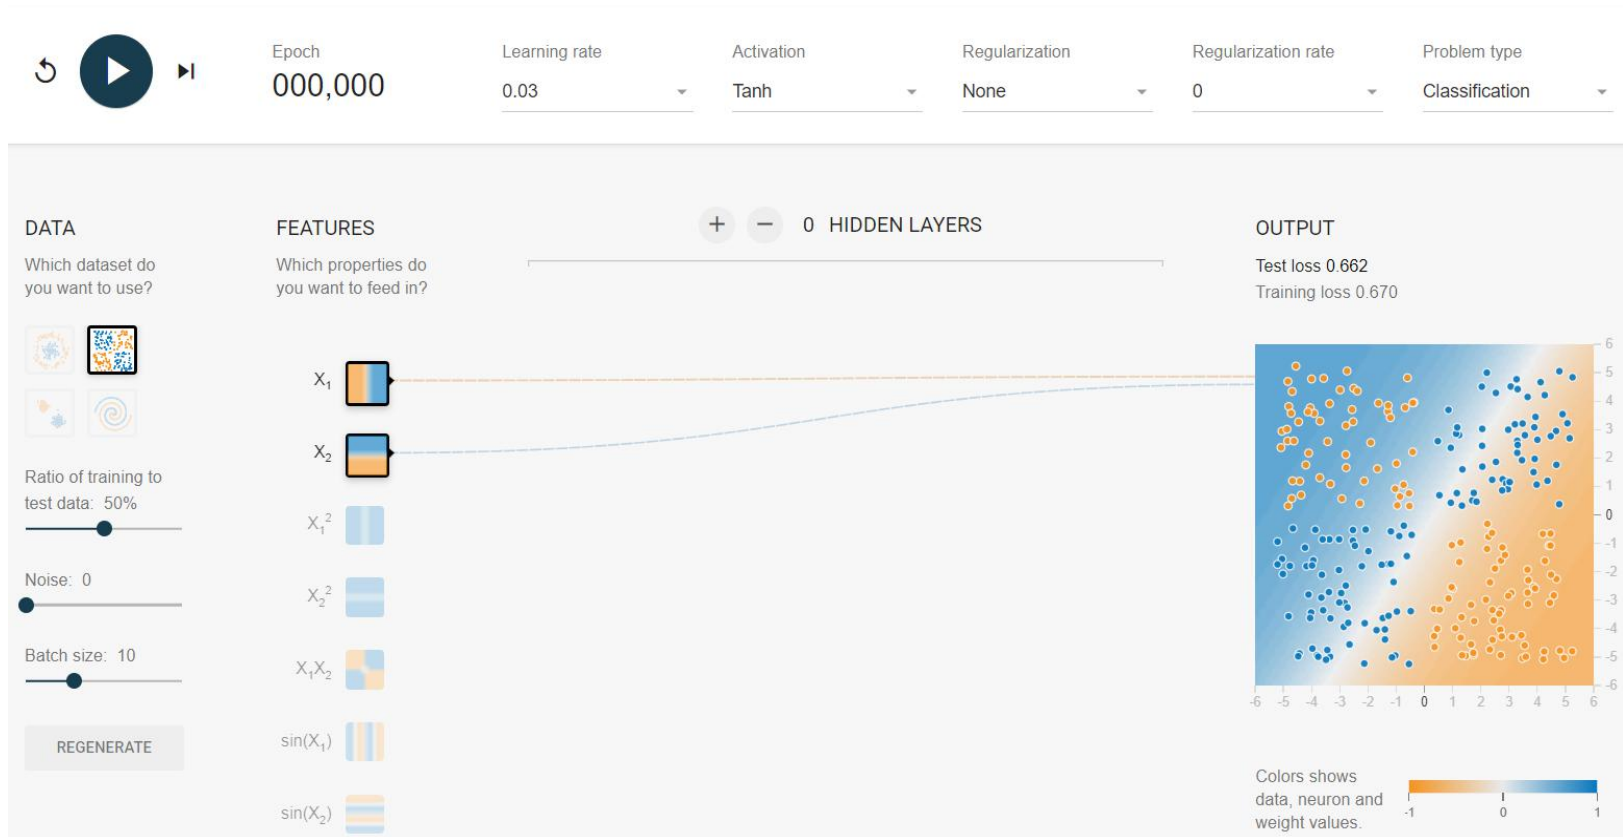 Epoch
000,000
Learning rate
0.03
Activation
Tanh
Regularization
None
Regularization rate
0
Problem type
Classification
DATA
Which dataset do
you want to use?
Ratio of training to
test data: 50%
Noise: 0
Batch size: 10
REGENERATE
FEATURES
Which properties do
you want to feed in?
X₁
X₂
X₁²
X₂²
X₁X₂
sin(X₁)
sin(X₂)
+ − 0 HIDDEN LAYERS
OUTPUT
Test loss 0.662
Training loss 0.670
6
5
4
3
2
1
0
-1
-2
-3
-4
-5
-6
-6 -5 -4 -3 -2 -1 0 1 2 3 4 5 6
Colors shows
data, neuron and
weight values.
-1 0 1